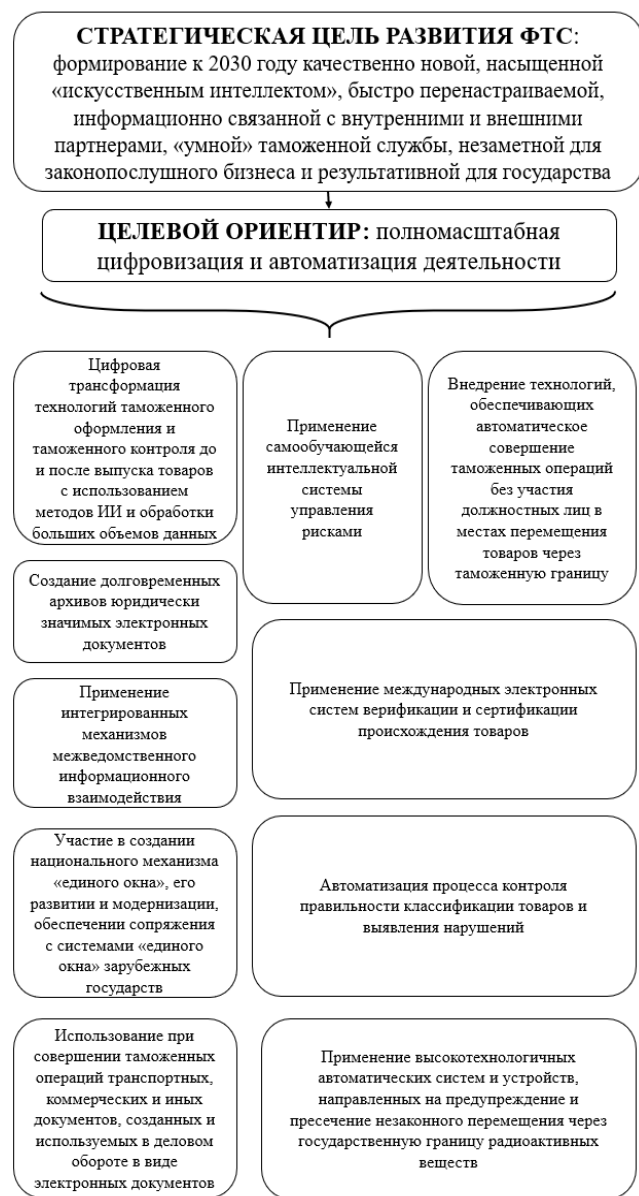 СТРАТЕГИЧЕСКАЯ ЦЕЛЬ РАЗВИТИЯ ФТС:
формирование к 2030 году качественно новой, насыщенной
«искусственным интеллектом», быстро перенастраиваемой,
информационно связанной с внутренними и внешними
партнерами, «умной» таможенной службы, незаметной для
законопослушного бизнеса и результативной для государства
ЦЕЛЕВОЙ ОРИЕНТИР: полномасштабная
цифровизация и автоматизация деятельности
Цифровая
трансформация
технологий таможенного
оформления и
таможенного контроля до
и после выпуска товаров
с использованием
методов ИИ и обработки
больших объемов данных
Применение
самообучающейся
интеллектуальной
системы
управления
рисками
Внедрение технологий,
обеспечивающих
автоматическое
совершение
таможенных операций
без участия
должностных лиц в
местах перемещения
товаров через
таможенную границу
Создание долговременных
архивов юридически
значимых электронных
документов
Применение международных электронных
систем верификации и сертификации
происхождения товаров
Применение
интегрированных
механизмов
межведомственного
информационного
взаимодействия
Участие в создании
национального механизма
«единого окна», его
развитии и модернизации,
обеспечении сопряжения
с системами «единого
окна» зарубежных
государств
Автоматизация процесса контроля
правильности классификации товаров и
выявления нарушений
Использование при
совершении таможенных
операций транспортных,
коммерческих и иных
документов, созданных и
используемых в деловом
обороте в виде
электронных документов
Применение высокотехнологичных
автоматических систем и устройств,
направленных на предупреждение и
пресечение незаконного перемещения через
государственную границу радиоактивных
веществ